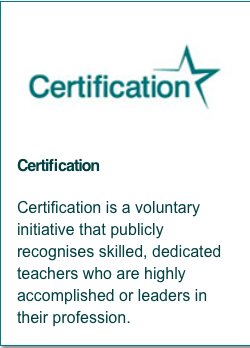 Certification
Certification
Certification is a voluntary
initiative that publicly
recognises skilled, dedicated
teachers who are highly
accomplished or leaders in
their profession.